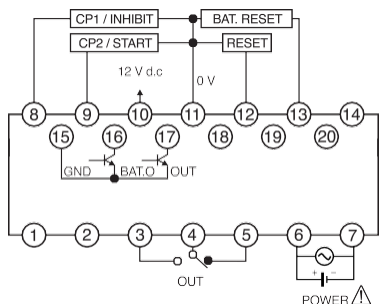 CP1 / INHIBIT BAT. RESET
CP2 / START RESET
12 V d.c 0 V
8 9 10 11 12 13 14
15 16 17 18 19 20
GND BAT.O OUT
1 2 3 4 5 6 7
OUT
+ −
POWER